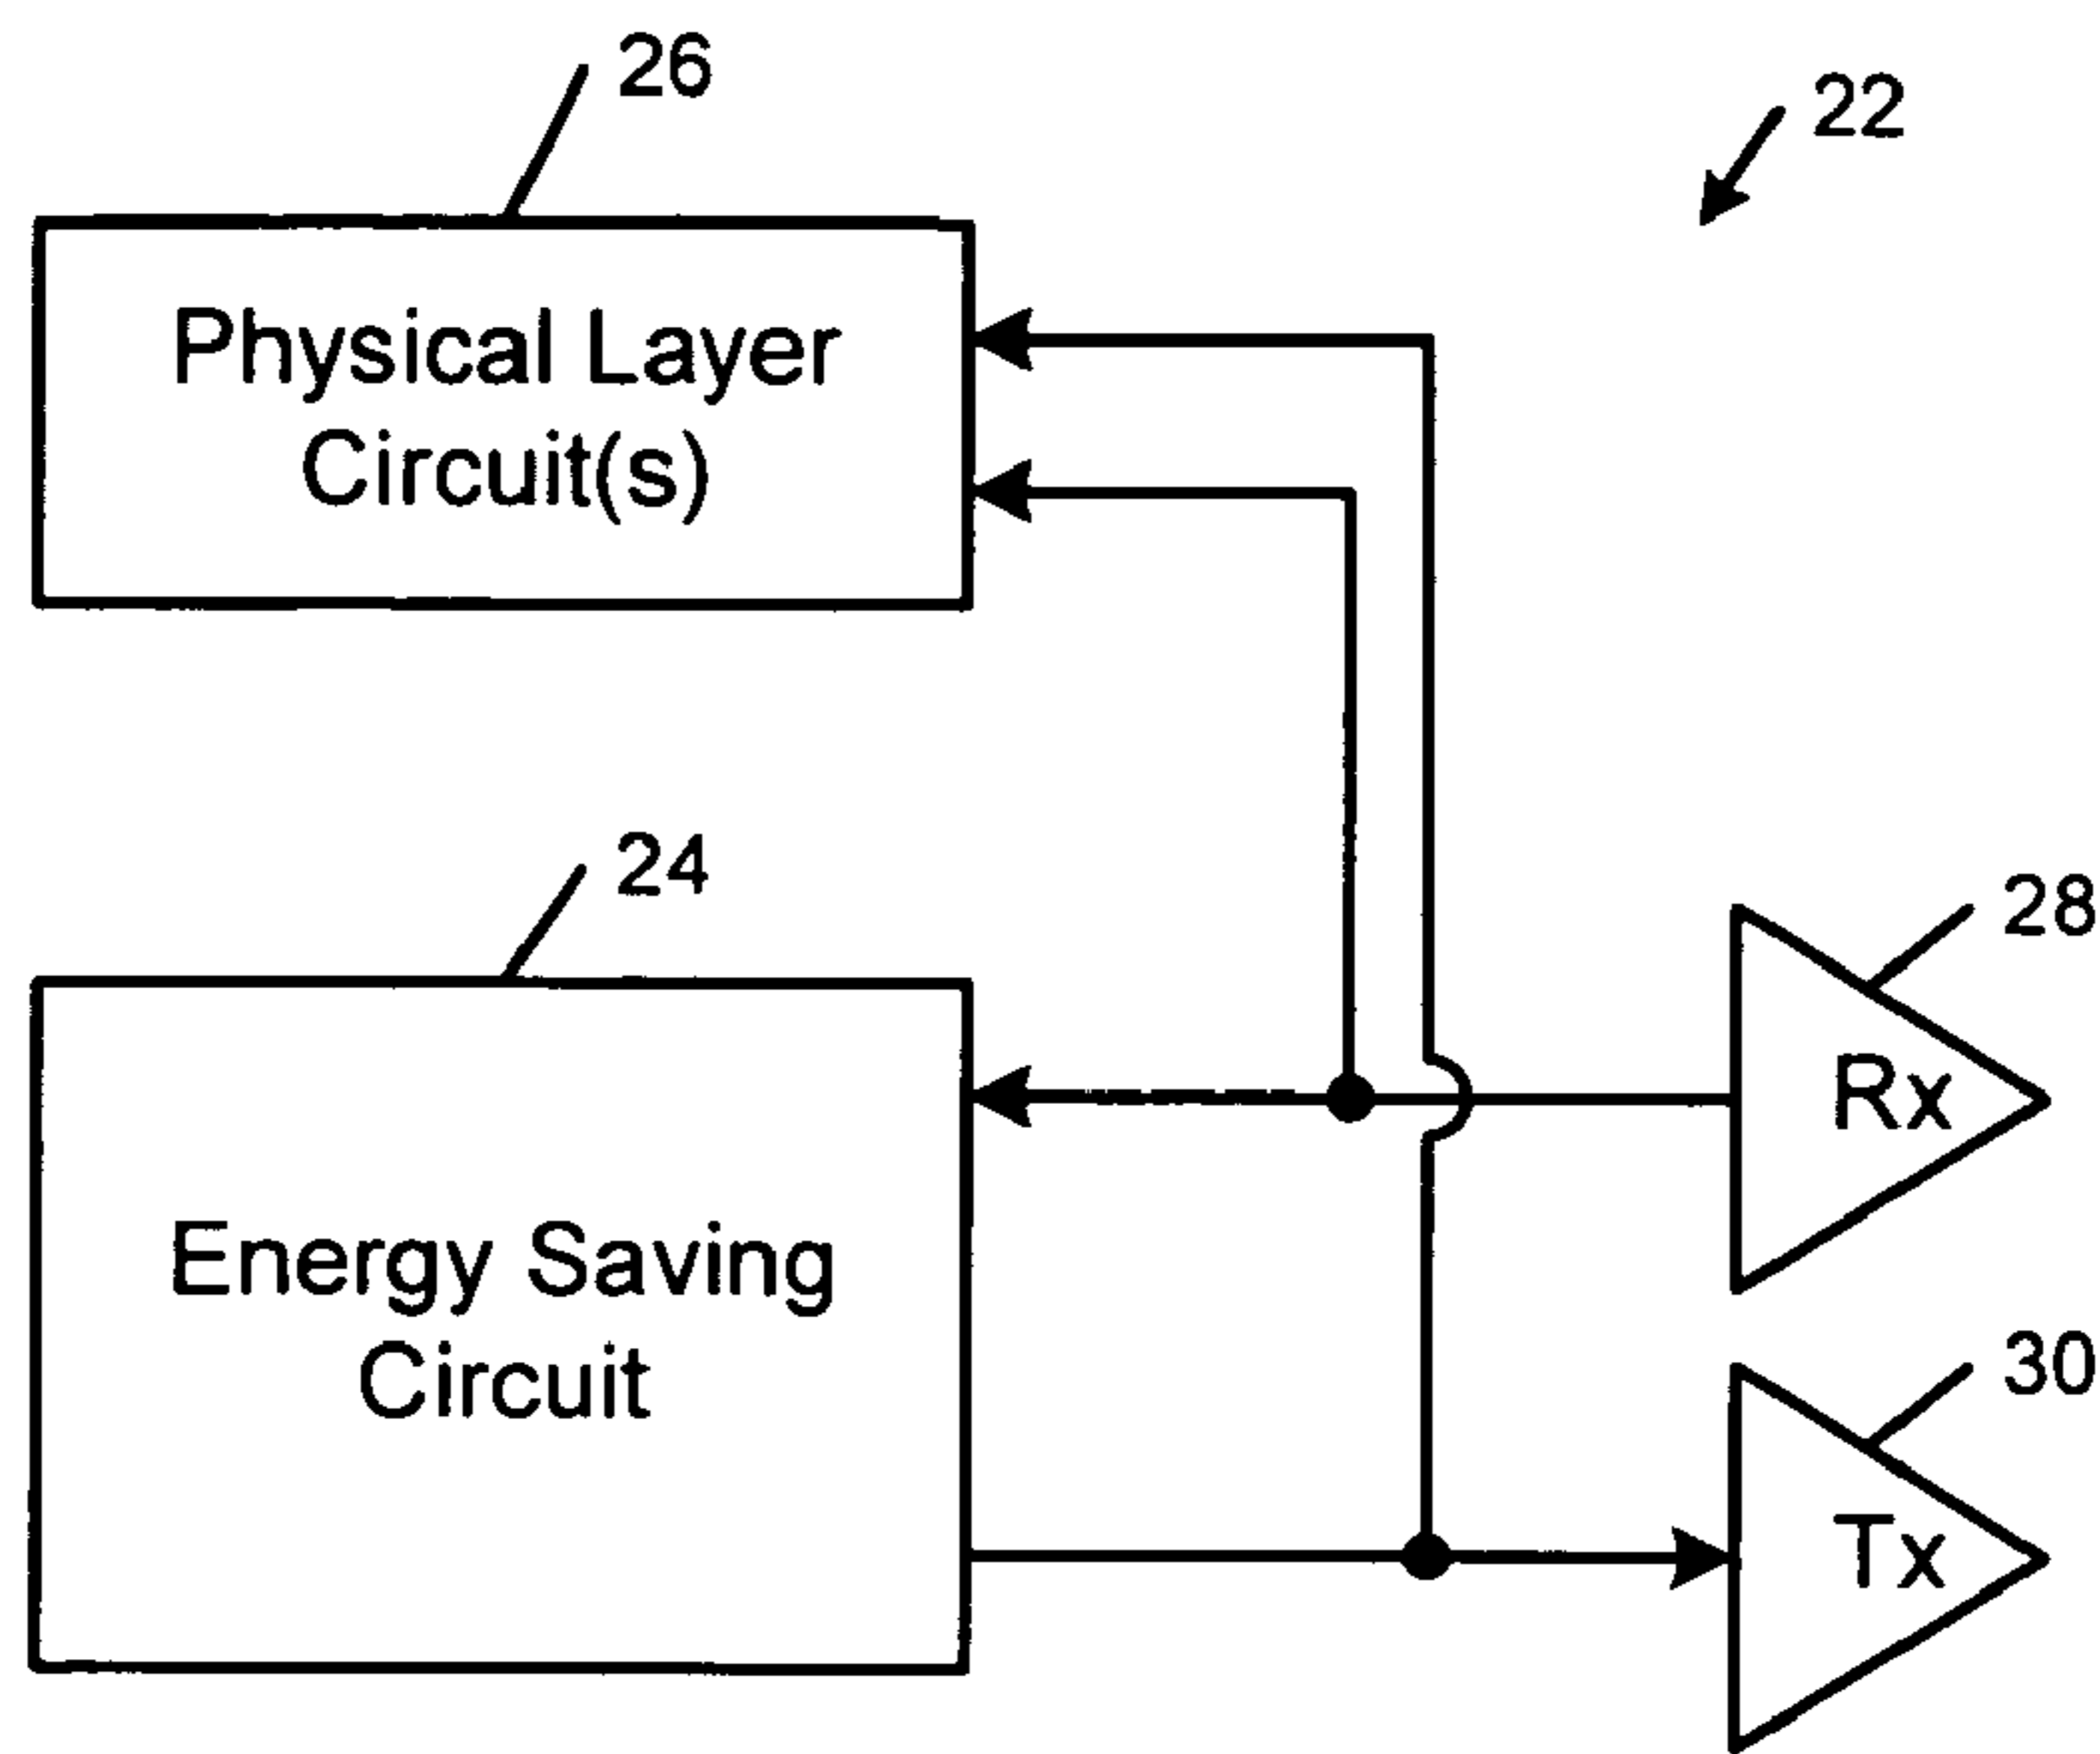 26
22
Physical Layer
Circuit(s)
24
28
Rx
Energy Saving
Circuit
30
Tx